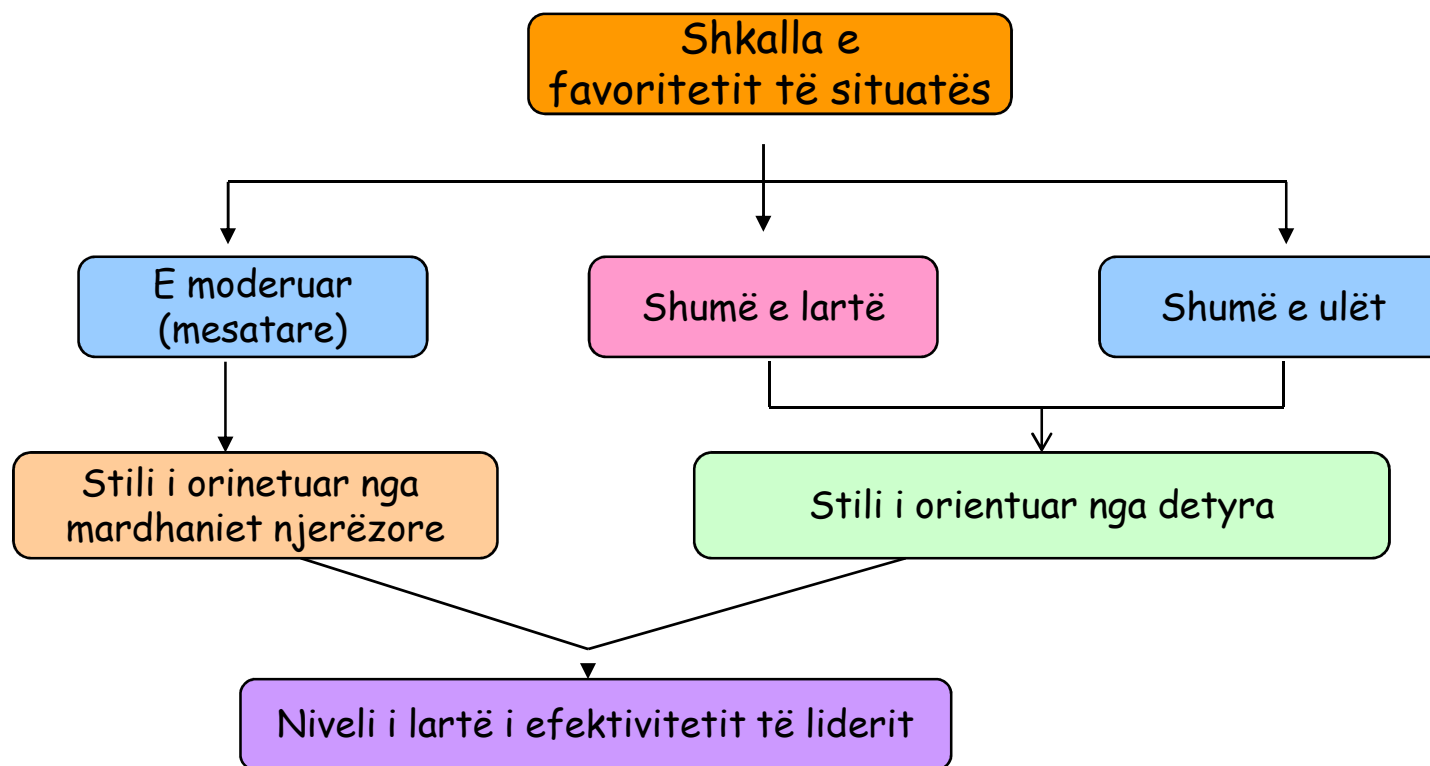 Shkalla e
favoritetit të situatës
E moderuar
(mesatare)
Shumë e lartë
Shumë e ulët
Stili i orinetuar nga
mardhaniet njerëzore
Stili i orientuar nga detyra
Niveli i lartë i efektivitetit të liderit